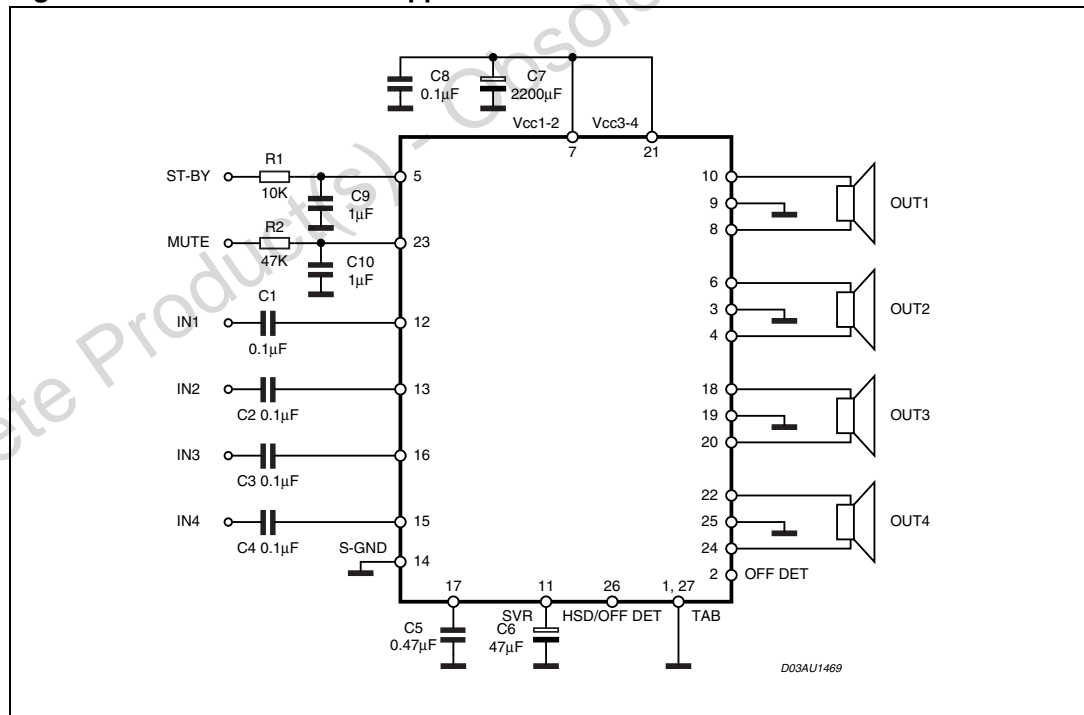 ete Product(s) - Obsole
C8
0.1µF
C7
2200µF
Vcc1-2
Vcc3-4
7
21
ST-BY
R1
10K
5
C9
1µF
MUTE
R2
47K
23
C10
1µF
IN1
C1
0.1µF
12
IN2
C2 0.1µF
13
IN3
C3 0.1µF
16
IN4
C4 0.1µF
15
S-GND
14
10
9
8
OUT1
6
3
4
OUT2
18
19
20
OUT3
22
25
24
OUT4
2
OFF DET
17
11
26
1, 27
SVR
HSD/OFF DET
TAB
C5
0.47µF
C6
47µF
D03AU1469